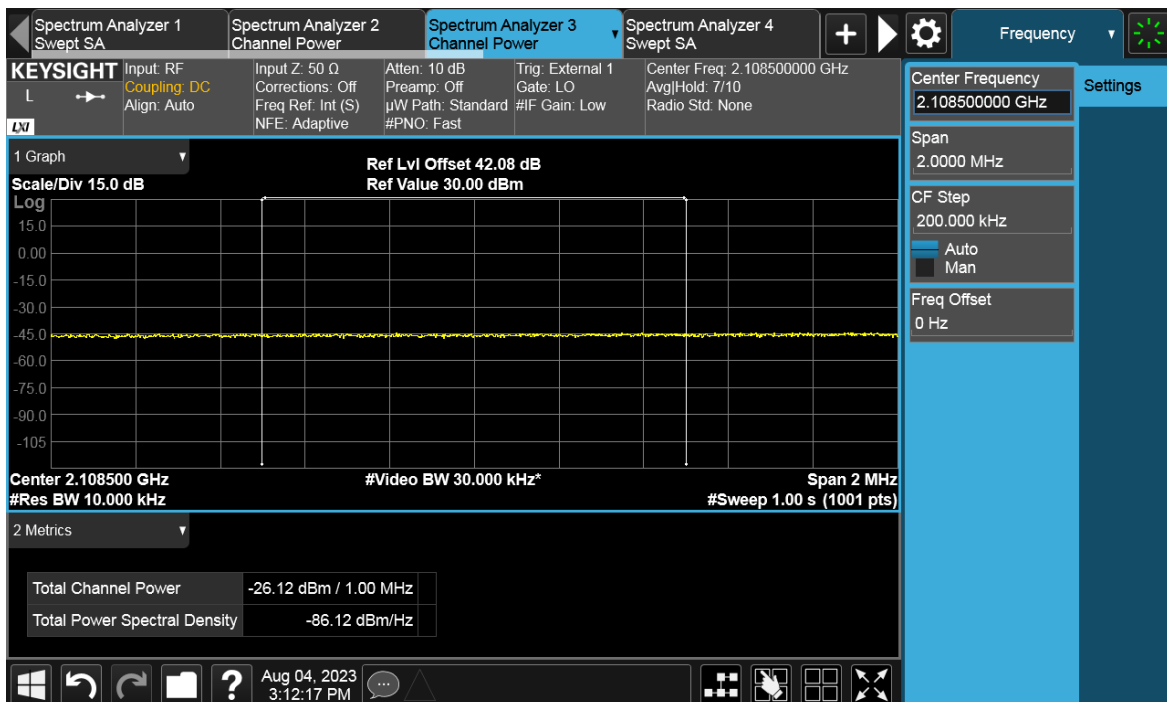 Spectrum Analyzer 1
Swept SA
Spectrum Analyzer 2
Channel Power
Spectrum Analyzer 3
Channel Power
Spectrum Analyzer 4
Swept SA
+
Frequency
KEYSIGHT
L
LXI
Input: RF
Coupling: DC
Align: Auto
Input Z: 50 Ω
Corrections: Off
Freq Ref: Int (S)
NFE: Adaptive
Atten: 10 dB
Preamp: Off
µW Path: Standard
#PNO: Fast
Trig: External 1
Gate: LO
#IF Gain: Low
Center Freq: 2.108500000 GHz
Avg|Hold: 7/10
Radio Std: None
Center Frequency
2.108500000 GHz
Settings
Span
2.0000 MHz
CF Step
200.000 kHz
Auto
Man
Freq Offset
0 Hz
1 Graph
Scale/Div 15.0 dB
Ref Lvl Offset 42.08 dB
Ref Value 30.00 dBm
Log
15.0
0.00
-15.0
-30.0
-45.0
-60.0
-75.0
-90.0
-105
Center 2.108500 GHz
#Res BW 10.000 kHz
#Video BW 30.000 kHz*
Span 2 MHz
#Sweep 1.00 s (1001 pts)
2 Metrics
Total Channel Power -26.12 dBm / 1.00 MHz
Total Power Spectral Density -86.12 dBm/Hz
?
Aug 04, 2023
3:12:17 PM